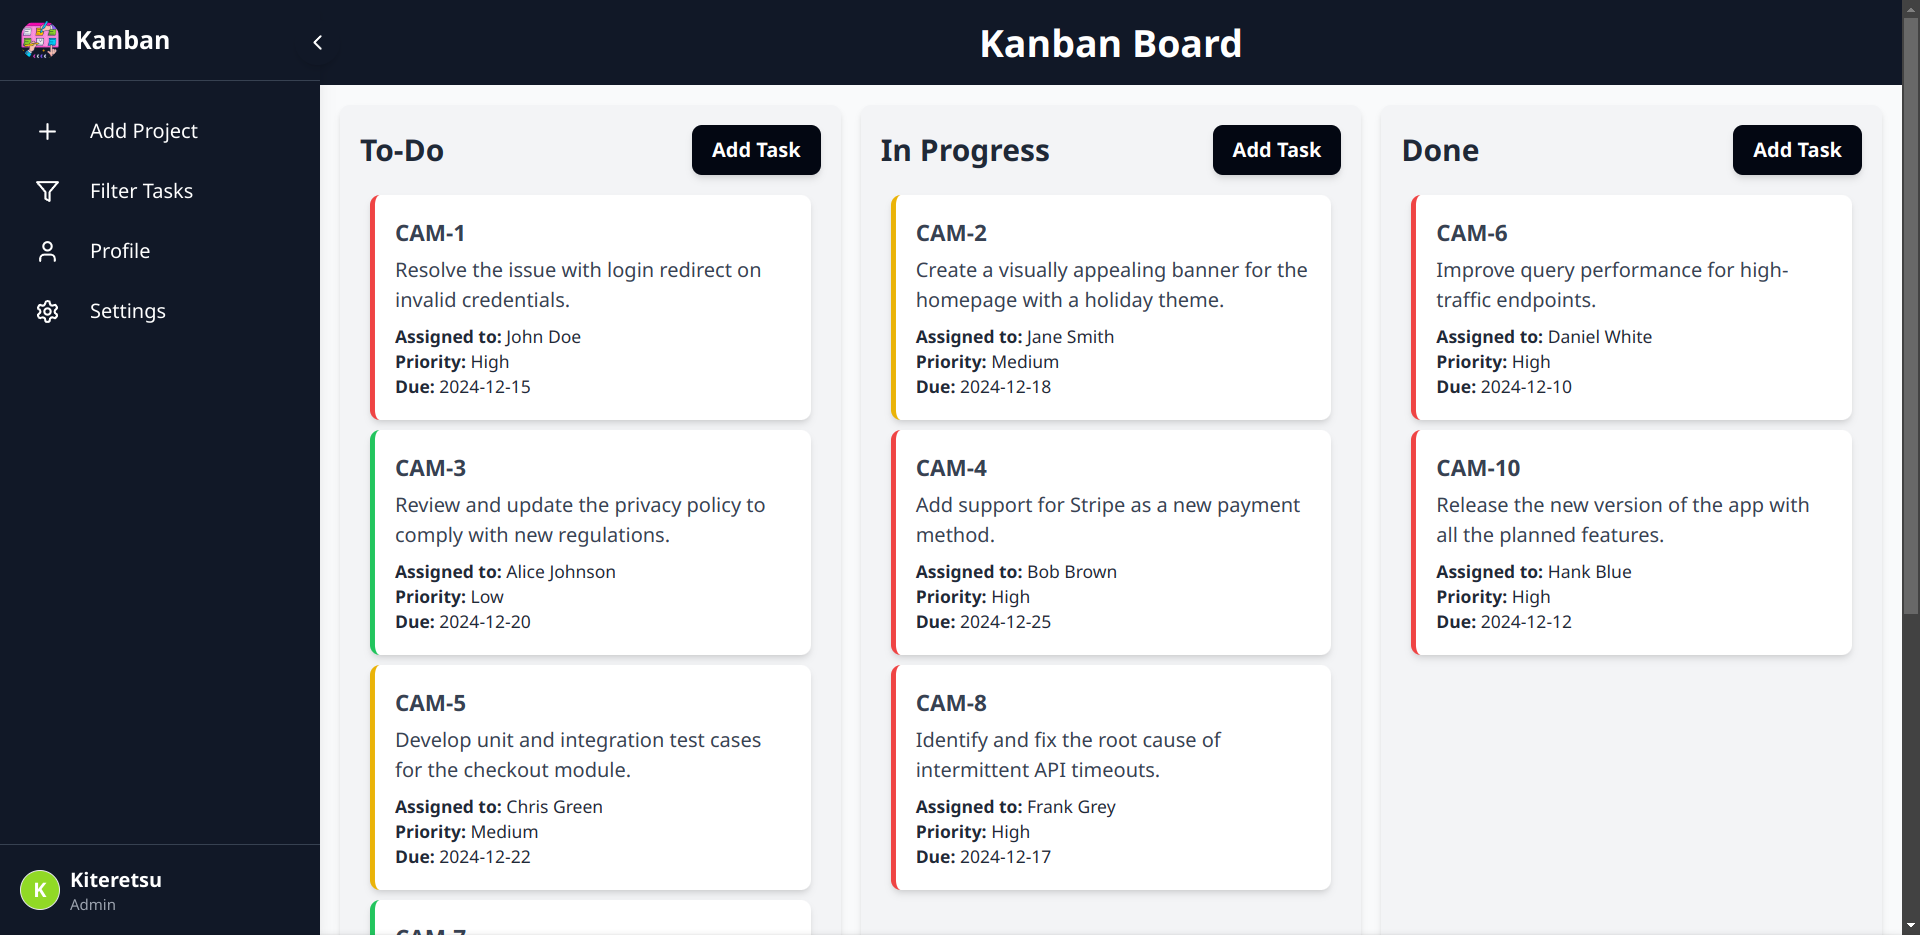 Kanban
Add Project
Filter Tasks
Profile
Settings
K
Kiteretsu
Admin
Kanban Board
To-Do
Add Task
CAM-1
Resolve the issue with login redirect on
invalid credentials.
Assigned to: John Doe
Priority: High
Due: 2024-12-15
CAM-3
Review and update the privacy policy to
comply with new regulations.
Assigned to: Alice Johnson
Priority: Low
Due: 2024-12-20
CAM-5
Develop unit and integration test cases
for the checkout module.
Assigned to: Chris Green
Priority: Medium
Due: 2024-12-22
CAM-7
In Progress
Add Task
CAM-2
Create a visually appealing banner for the
homepage with a holiday theme.
Assigned to: Jane Smith
Priority: Medium
Due: 2024-12-18
CAM-4
Add support for Stripe as a new payment
method.
Assigned to: Bob Brown
Priority: High
Due: 2024-12-25
CAM-8
Identify and fix the root cause of
intermittent API timeouts.
Assigned to: Frank Grey
Priority: High
Due: 2024-12-17
Done
Add Task
CAM-6
Improve query performance for high-
traffic endpoints.
Assigned to: Daniel White
Priority: High
Due: 2024-12-10
CAM-10
Release the new version of the app with
all the planned features.
Assigned to: Hank Blue
Priority: High
Due: 2024-12-12